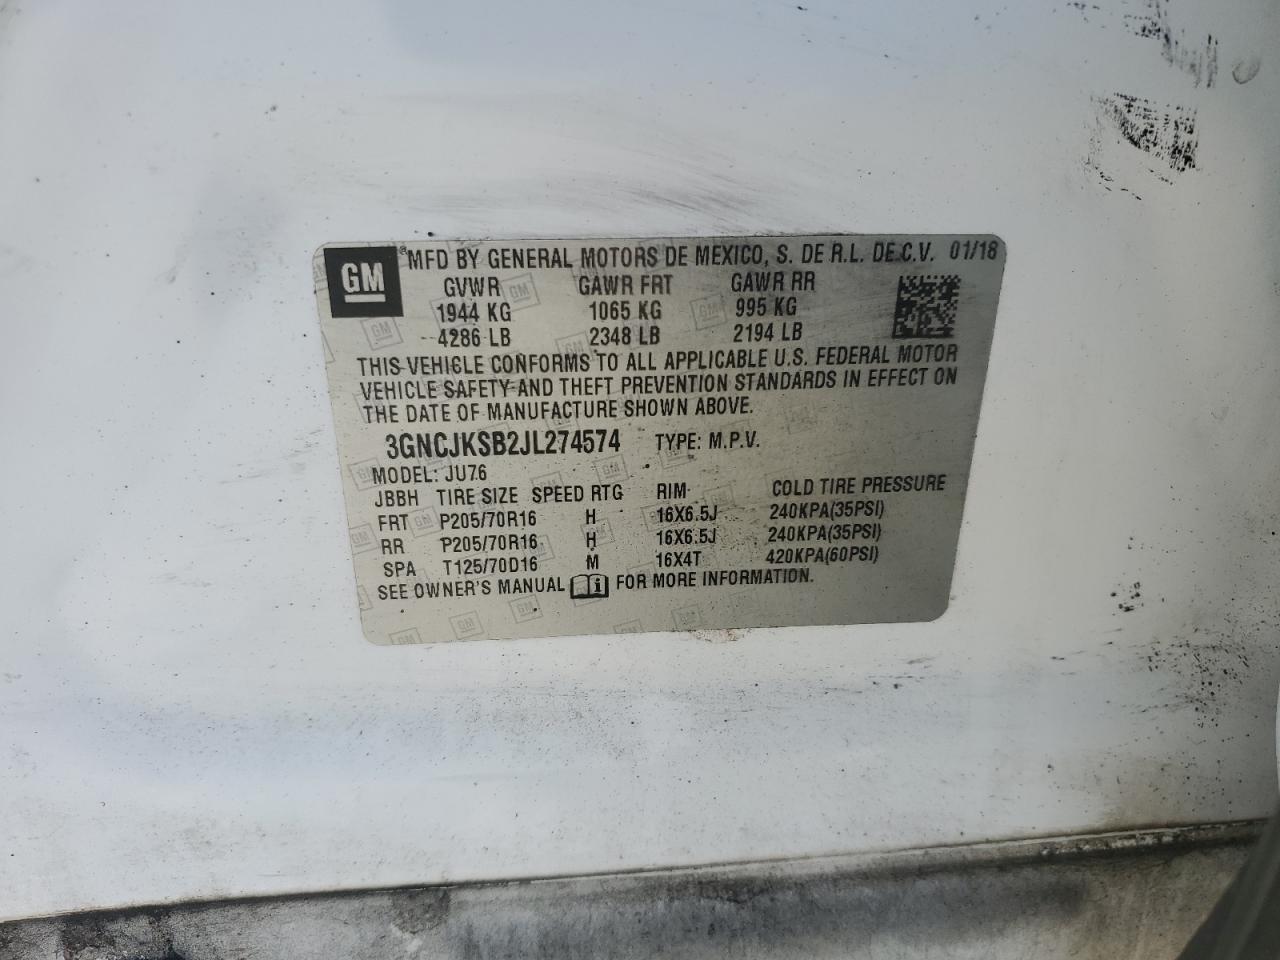 GM
MFD BY GENERAL MOTORS DE MEXICO, S. DE R.L. DE C.V. 01/18
GVWR GAWR FRT GAWR RR
1944 KG 1065 KG 995 KG
4286 LB 2348 LB 2194 LB
THIS VEHICLE CONFORMS TO ALL APPLICABLE U.S. FEDERAL MOTOR
VEHICLE SAFETY AND THEFT PREVENTION STANDARDS IN EFFECT ON
THE DATE OF MANUFACTURE SHOWN ABOVE.
3GNCJKSB2JL274574 TYPE: M.P.V.
MODEL: JU76
JBBH TIRE SIZE SPEED RTG RIM COLD TIRE PRESSURE
FRT P205/70R16 H 16X6.5J 240KPA(35PSI)
RR P205/70R16 H 16X6.5J 240KPA(35PSI)
SPA T125/70D16 M 16X4T 420KPA(60PSI)
SEE OWNER'S MANUAL FOR MORE INFORMATION.